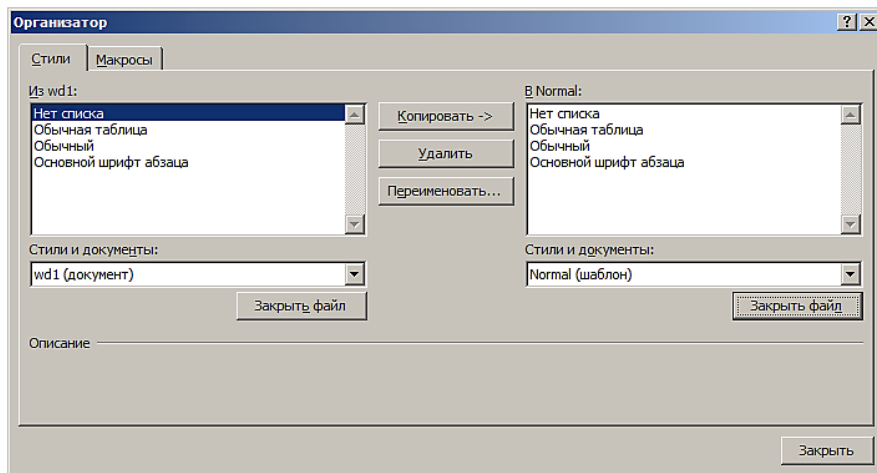 Организатор
Стили Макросы
Из wd1: В Normal:
Нет списка
Обычная таблица
Обычный
Основной шрифт абзаца
Копировать ->
Удалить
Переименовать...
Нет списка
Обычная таблица
Обычный
Основной шрифт абзаца
Стили и документы: Стили и документы:
wd1 (документ) Normal (шаблон)
Закрыть файл Закрыть файл
Описание
Закрыть